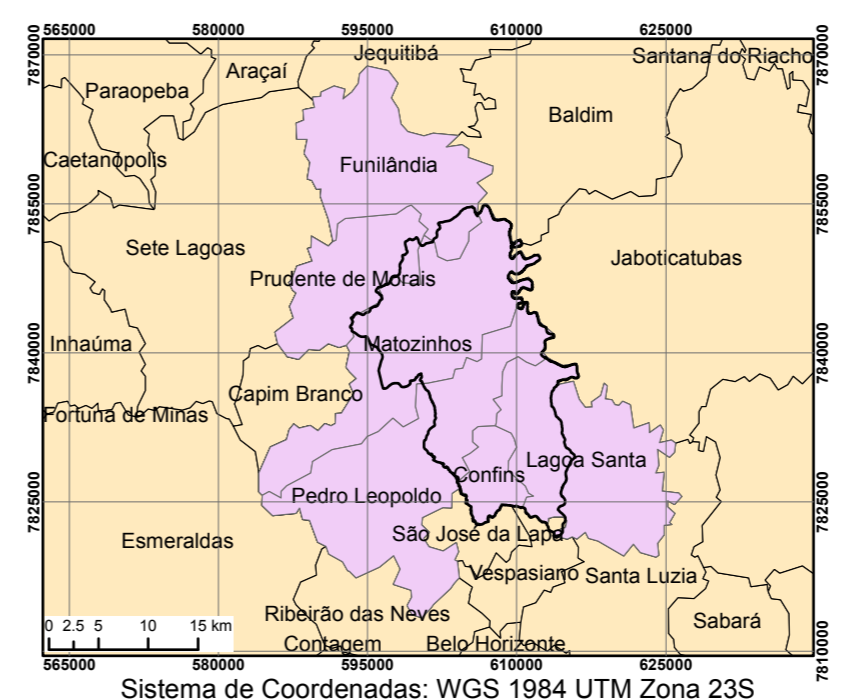 565000 580000 595000 610000 625000
7870000 7870000
Jequitibá
Santana do Riacho
Araçaí
Paraopeba
Baldim
Caetanópolis
Funilândia
7855000 7855000
Sete Lagoas
Jaboticatubas
Prudente de Morais
Inhaúma
Matozinhos
7840000 7840000
Capim Branco
Fortuna de Minas
Lagoa Santa
Confins
Pedro Leopoldo
7825000 7825000
São José da Lapa
Esmeraldas
Vespasiano
Santa Luzia
Ribeirão das Neves
Sabará
0 2.5 5 10 15 km
Contagem
Belo Horizonte
7810000 7810000
565000 580000 595000 610000 625000
Sistema de Coordenadas: WGS 1984 UTM Zona 23S